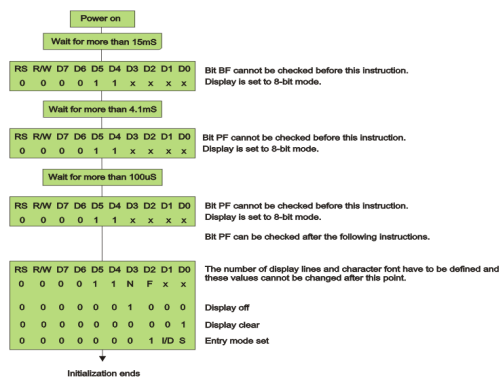 Power on
Wait for more than 15mS
RS R/W D7 D6 D5 D4 D3 D2 D1 D0
0 0 0 0 1 1 x x x x
Bit BF cannot be checked before this instruction.
Display is set to 8-bit mode.
Wait for more than 4.1mS
RS R/W D7 D6 D5 D4 D3 D2 D1 D0
0 0 0 0 1 1 x x x x
Bit PF cannot be checked before this instruction.
Display is set to 8-bit mode.
Wait for more than 100uS
RS R/W D7 D6 D5 D4 D3 D2 D1 D0
0 0 0 0 1 1 x x x x
Bit PF cannot be checked before this instruction.
Display is set to 8-bit mode.
Bit PF can be checked after the following instructions.
RS R/W D7 D6 D5 D4 D3 D2 D1 D0
0 0 0 0 1 1 N F x x
The number of display lines and character font have to be defined and
these values cannot be changed after this point.
0 0 0 0 0 0 1 0 0 0
Display off
0 0 0 0 0 0 0 0 0 1
Display clear
0 0 0 0 0 0 0 1 I/D S
Entry mode set
Initialization ends